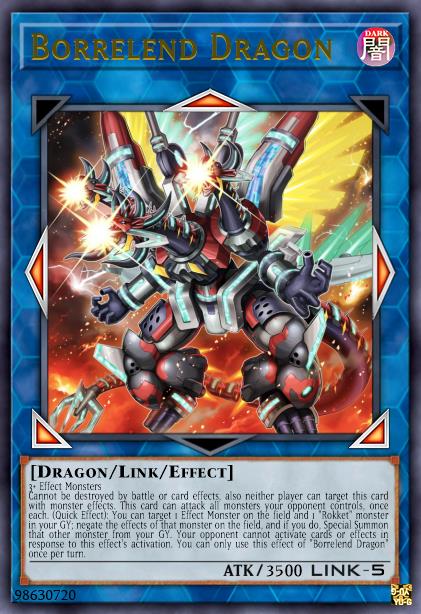 Borrelend Dragon
DARK
闇
[Dragon/Link/Effect]
3+ Effect Monsters
Cannot be destroyed by battle or card effects, also neither player can target this card
with monster effects. This card can attack all monsters your opponent controls, once
each. (Quick Effect): You can target 1 Effect Monster on the field and 1 "Rokket" monster
in your GY; negate the effects of that monster on the field, and if you do, Special Summon
that other monster from your GY. Your opponent cannot activate cards or effects in
response to this effect's activation. You can only use this effect of "Borrelend Dragon"
once per turn.
ATK/3500 LINK-5
98630720